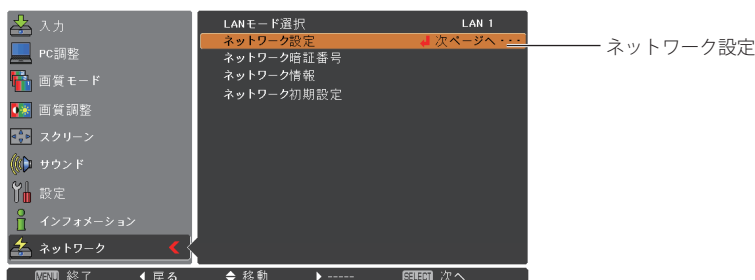 入力
PC調整
画質モード
画質調整
スクリーン
サウンド
設定
インフォメーション
ネットワーク
LANモード選択 LAN 1
ネットワーク設定 次ページへ・・・
ネットワーク暗証番号
ネットワーク情報
ネットワーク初期設定
ネットワーク設定
MENU 終了 戻る 移動 ----- SELECT 次へ